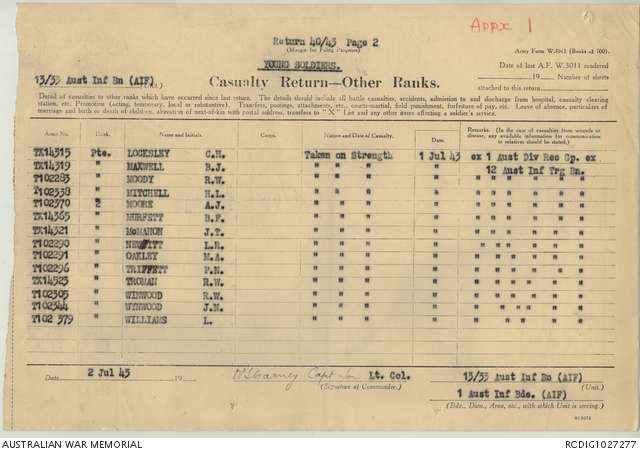 APPX 1
Return 40/43 Page 2
(Margin for Filing Purposes)
Army Form W.3011 (Books of 100).
YOUNG SOLDIERS.
Date of last A.F. W.3011 rendered
13/33 Aust Inf Bn (AIF)
Casualty Return—Other Ranks.
19 Number of sheets
attached to this return
Detail of casualties to other ranks which have occurred since last return. The details should include all battle casualties, accidents, admission to and discharge from hospital, casualty clearing
station, etc. Promotion (acting, temporary, local or substantive). Transfers, postings, attachments, courts-martial, field punishment, forfeiture of pay, etc. Leave of absence, particulars of
marriage and birth or death of children, alteration of next-of-kin with postal address, transfers to "X" List and any other items affecting a soldier's service.
Army No. Rank. Name and Initials. Corps. Nature and Date of Casualty. Date. Remarks. (In the case of casualties from wounds or disease, any available information for communication to relatives should be stated.)
TX14315 Pte. LOCKSLEY C.H. Taken on Strength 1 Jul 43 ex 1 Aust Div Rec Gp. ex
TX14319 " MAXWELL B.J. " " " " 12 Aust Inf Trg Bn.
T102283 " MOODY R.W. " " " " " " " " "
T102338 " MITCHELL H.L. " " " " " " " " "
T102370 " MOORE A.J. " " " " " " " " "
TX14365 " MURFETT B.F. " " " " " " " " "
TX14321 " McMAHON J.T. " " " " " " " " "
T102290 " NEWITT L.R. " " " " " " " " "
T102291 " OAKLEY M.A. " " " " " " " " "
T102296 " TRIFFETT P.N. " " " " " " " " "
TX14523 " TROMAN R.W. " " " " " " " " "
T102305 " WINWOOD R.W. " " " " " " " " "
T102344 " WINWOOD J.M. " " " " " " " " "
T102379 " WILLIAMS L. " " " " " " " " "
Date 2 Jul 43 19 Capt for Lt. Col. 13/33 Aust Inf Bn (AIF)
(Signature of Commander.) (Unit.)
1 Aust Inf Bde. (AIF)
(Bde., Divn., Area, etc., with which Unit is serving.)
AUSTRALIAN WAR MEMORIAL
RCDIG1027277